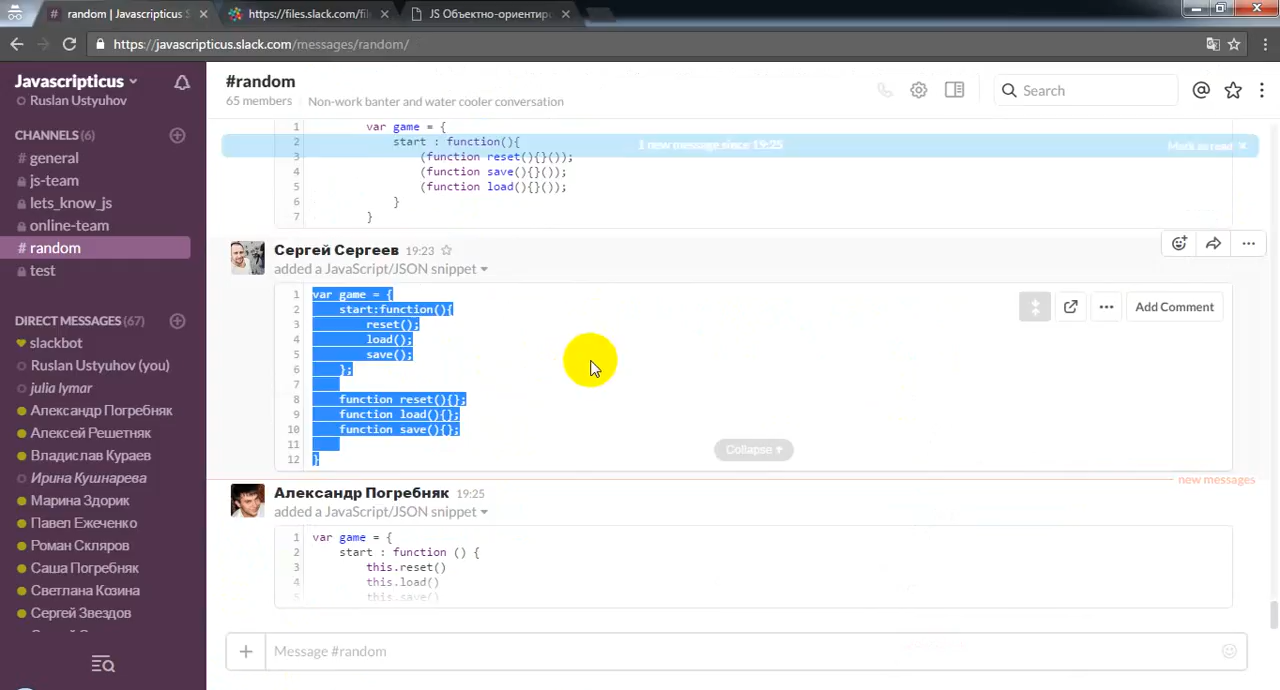 # random | Javascripticus S
https://files.slack.com/fil
JS Объектно-ориентиро
https://javascripticus.slack.com/messages/random/
Javascripticus
Ruslan Ustyuhov
CHANNELS (6)
# general
js-team
lets_know_js
online-team
# random
test
DIRECT MESSAGES (67)
slackbot
Ruslan Ustyuhov (you)
julia lymar
Александр Погребняк
Алексей Решетняк
Владислав Кураев
Ирина Кушнарева
Марина Здорик
Павел Ежеченко
Роман Скляров
Саша Погребняк
Светлана Козина
Сергей Звездов
#random
65 members
Non-work banter and water cooler conversation
Search
1 new message since 19:25
Mark as read
1 var game = {
2 start : function(){
3 (function reset(){}());
4 (function save(){}());
5 (function load(){}());
6 }
7 }
Сергей Сергеев 19:23
added a JavaScript/JSON snippet
Add Comment
1 var game = {
2 start:function(){
3 reset();
4 load();
5 save();
6 };
7
8 function reset(){};
9 function load(){};
10 function save(){};
11
12 }
Collapse
new messages
Александр Погребняк 19:25
added a JavaScript/JSON snippet
1 var game = {
2 start : function () {
3 this.reset()
4 this.load()
5 this.save()
Message #random